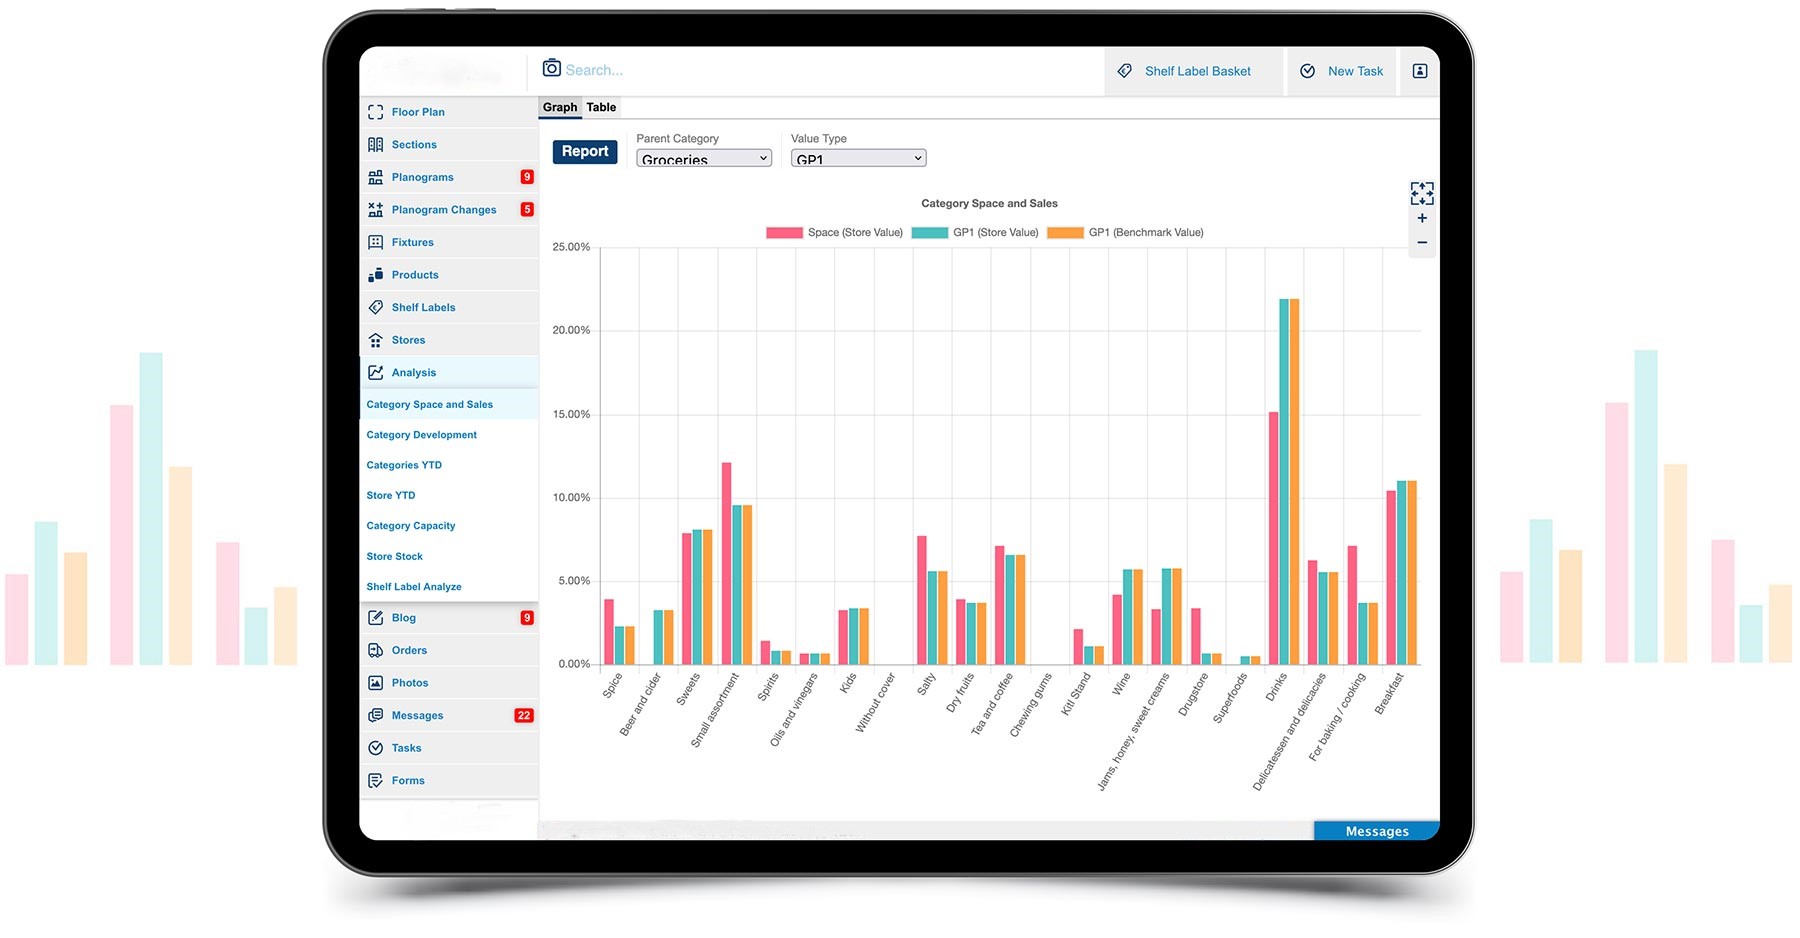 Search...
Shelf Label Basket
New Task
Floor Plan
Sections
Planograms 9
Planogram Changes 5
Fixtures
Products
Shelf Labels
Stores
Analysis
Category Space and Sales
Category Development
Categories YTD
Store YTD
Category Capacity
Store Stock
Shelf Label Analyze
Blog 9
Orders
Photos
Messages 22
Tasks
Forms
Graph Table
Report
Parent Category
Groceries
Value Type
GP1
Category Space and Sales
Space (Store Value) GP1 (Store Value) GP1 (Benchmark Value)
+
−
25.00%
20.00%
15.00%
10.00%
5.00%
0.00%
Spice
Beer and cider
Sweets
Small assortment
Spirits
Oils and vinegars
Kids
Without cover
Salty
Dry fruits
Tea and coffee
Chewing gums
Kitl Stand
Wine
Jams, honey, sweet creams
Drugstore
Superfoods
Drinks
Delicatessen and delicacies
For baking / cooking
Breakfast
Messages